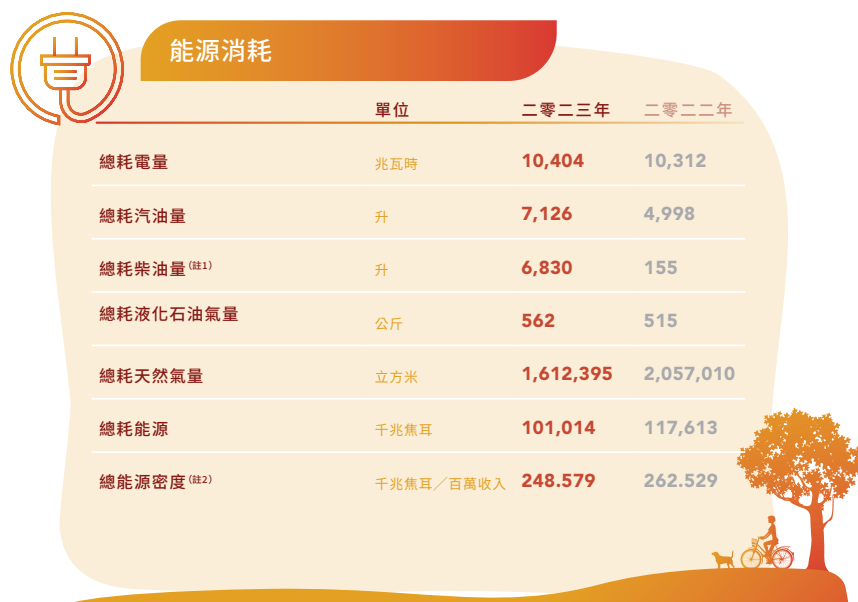 能源消耗
單位 二零二三年 二零二二年
總耗電量 兆瓦時 10,404 10,312
總耗汽油量 升 7,126 4,998
總耗柴油量(註1) 升 6,830 155
總耗液化石油氣量 公斤 562 515
總耗天然氣量 立方米 1,612,395 2,057,010
總耗能源 千兆焦耳 101,014 117,613
總能源密度(註2) 千兆焦耳／百萬收入 248.579 262.529